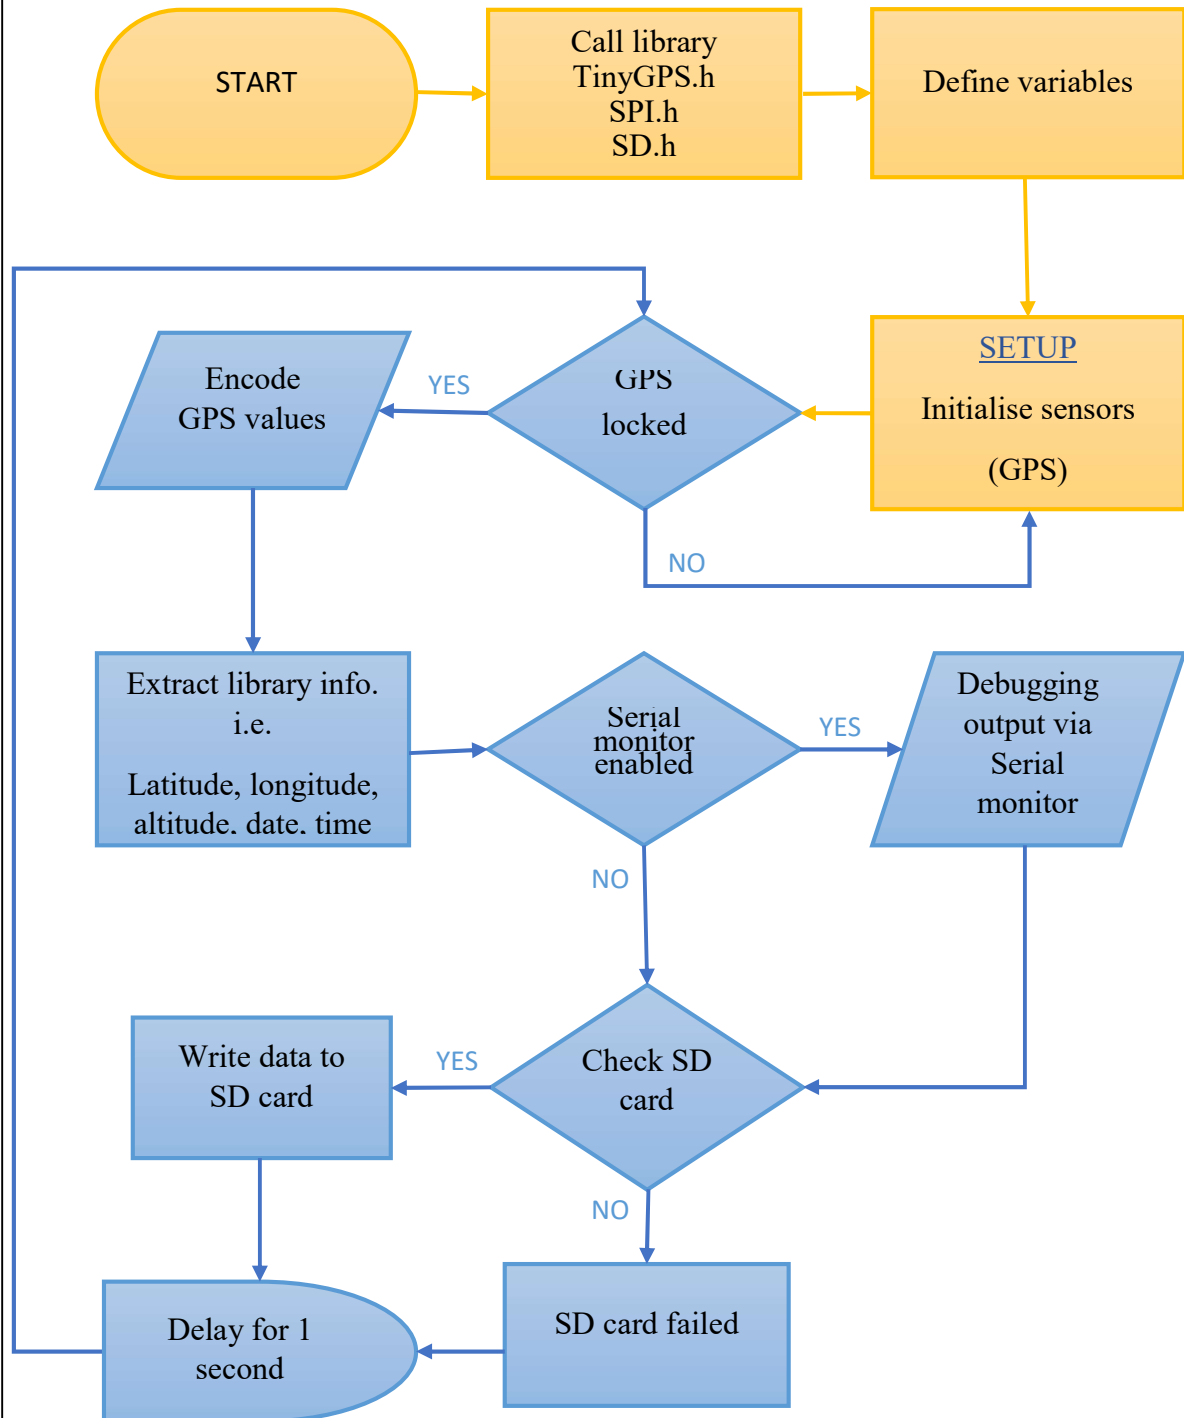 START
Call library
TinyGPS.h
SPI.h
SD.h
Define variables
SETUP
Initialise sensors
(GPS)
GPS
locked
YES
NO
Encode
GPS values
Extract library info.
i.e.
Latitude, longitude,
altitude, date, time
Serial
monitor
enabled
YES
NO
Debugging
output via
Serial
monitor
Check SD
card
YES
NO
Write data to
SD card
SD card failed
Delay for 1
second